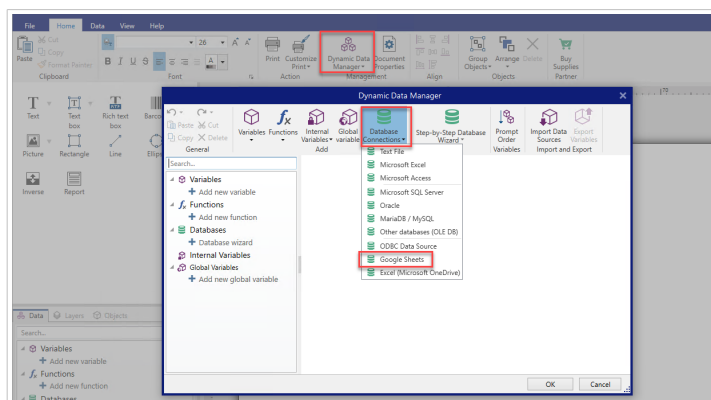 File Home Data View Help
Paste
Cut
Copy
Format Painter
Clipboard
26
B I U S
Font
Print Customize Print
Action
Dynamic Data Manager Document Properties
Management
Align
Group Objects Arrange Delete
Objects
Buy Supplies
Partner
Text Text box Rich text box Barco
Picture Rectangle Line Ellips
Inverse Report
Data Layers Objects
Search...
Variables
Add new variable
Functions
Add new function
Databases
Dynamic Data Manager
Paste Cut
Copy Delete
General
Variables Functions
Internal Variables Global variable Database Connections Step-by-Step Database Wizard
Add
Prompt Order
Variables
Import Data Sources Export Variables
Import and Export
Search...
Variables
Add new variable
Functions
Add new function
Databases
Database wizard
Internal Variables
Global Variables
Add new global variable
Text File
Microsoft Excel
Microsoft Access
Microsoft SQL Server
Oracle
MariaDB / MySQL
Other databases (OLE DB)
ODBC Data Source
Google Sheets
Excel (Microsoft OneDrive)
OK Cancel